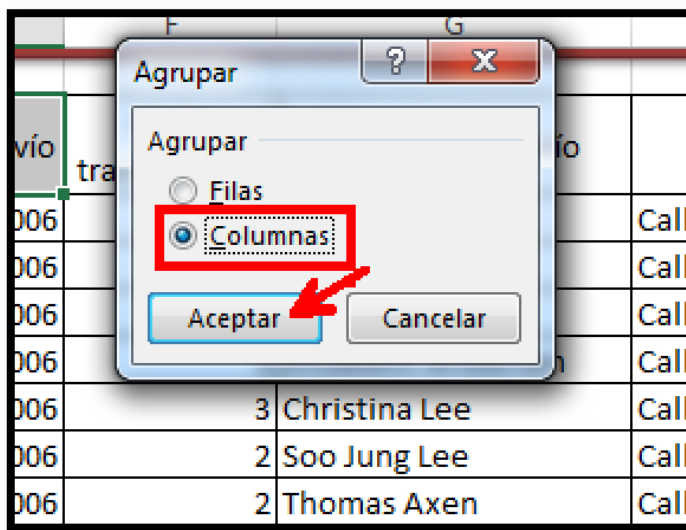 F G
Agrupar ?
vío tra ío
Agrupar
Filas
006 Call
Columnas
006 Call
006 Call
Aceptar Cancelar
006 Call
006 3 Christina Lee Call
006 2 Soo Jung Lee Call
006 2 Thomas Axen Call